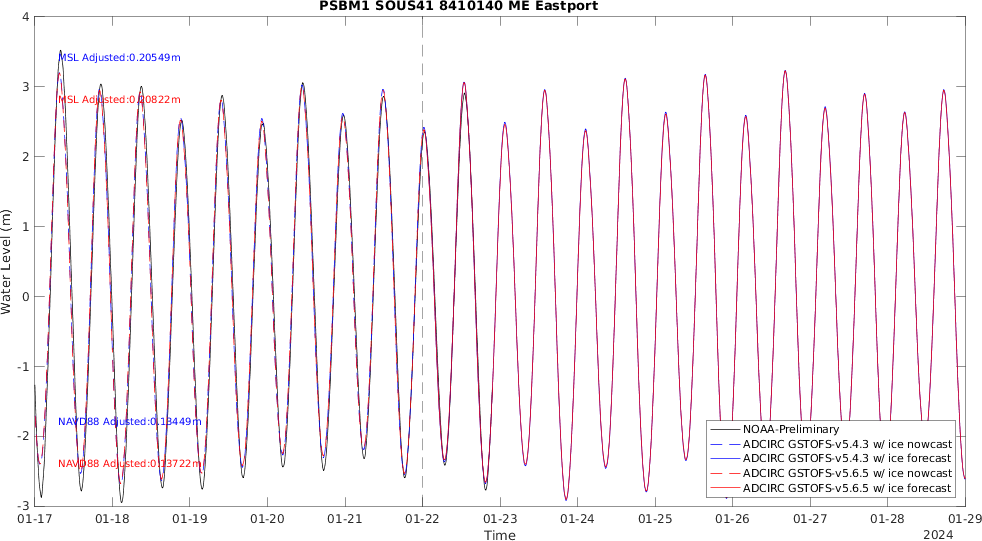 PSBM1 SOUS41 8410140 ME Eastport
4
3
2
1
0
-1
-2
-3
Water Level (m)
MSL Adjusted:0.20549m
MSL Adjusted:0.20822m
NAVD88 Adjusted:0.13449m
NAVD88 Adjusted:0.13722m
NOAA-Preliminary
ADCIRC GSTOFS-v5.4.3 w/ ice nowcast
ADCIRC GSTOFS-v5.4.3 w/ ice forecast
ADCIRC GSTOFS-v5.6.5 w/ ice nowcast
ADCIRC GSTOFS-v5.6.5 w/ ice forecast
01-17 01-18 01-19 01-20 01-21 01-22 01-23 01-24 01-25 01-26 01-27 01-28 01-29
Time
2024